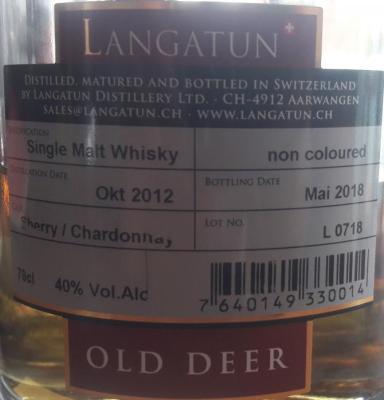 LANGATUN
DISTILLED, MATURED AND BOTTLED IN SWITZERLAND
BY LANGATUN DISTILLERY LTD. · CH-4912 AARWANGEN
SALES@LANGATUN.CH · WWW.LANGATUN.CH
Single Malt Whisky non coloured
DATE Okt 2012 BOTTLING DATE Mai 2018
Sherry / Chardonnay LOT NO. L 0718
70cl 40% Vol.Alc
7 640149 330014
OLD DEER